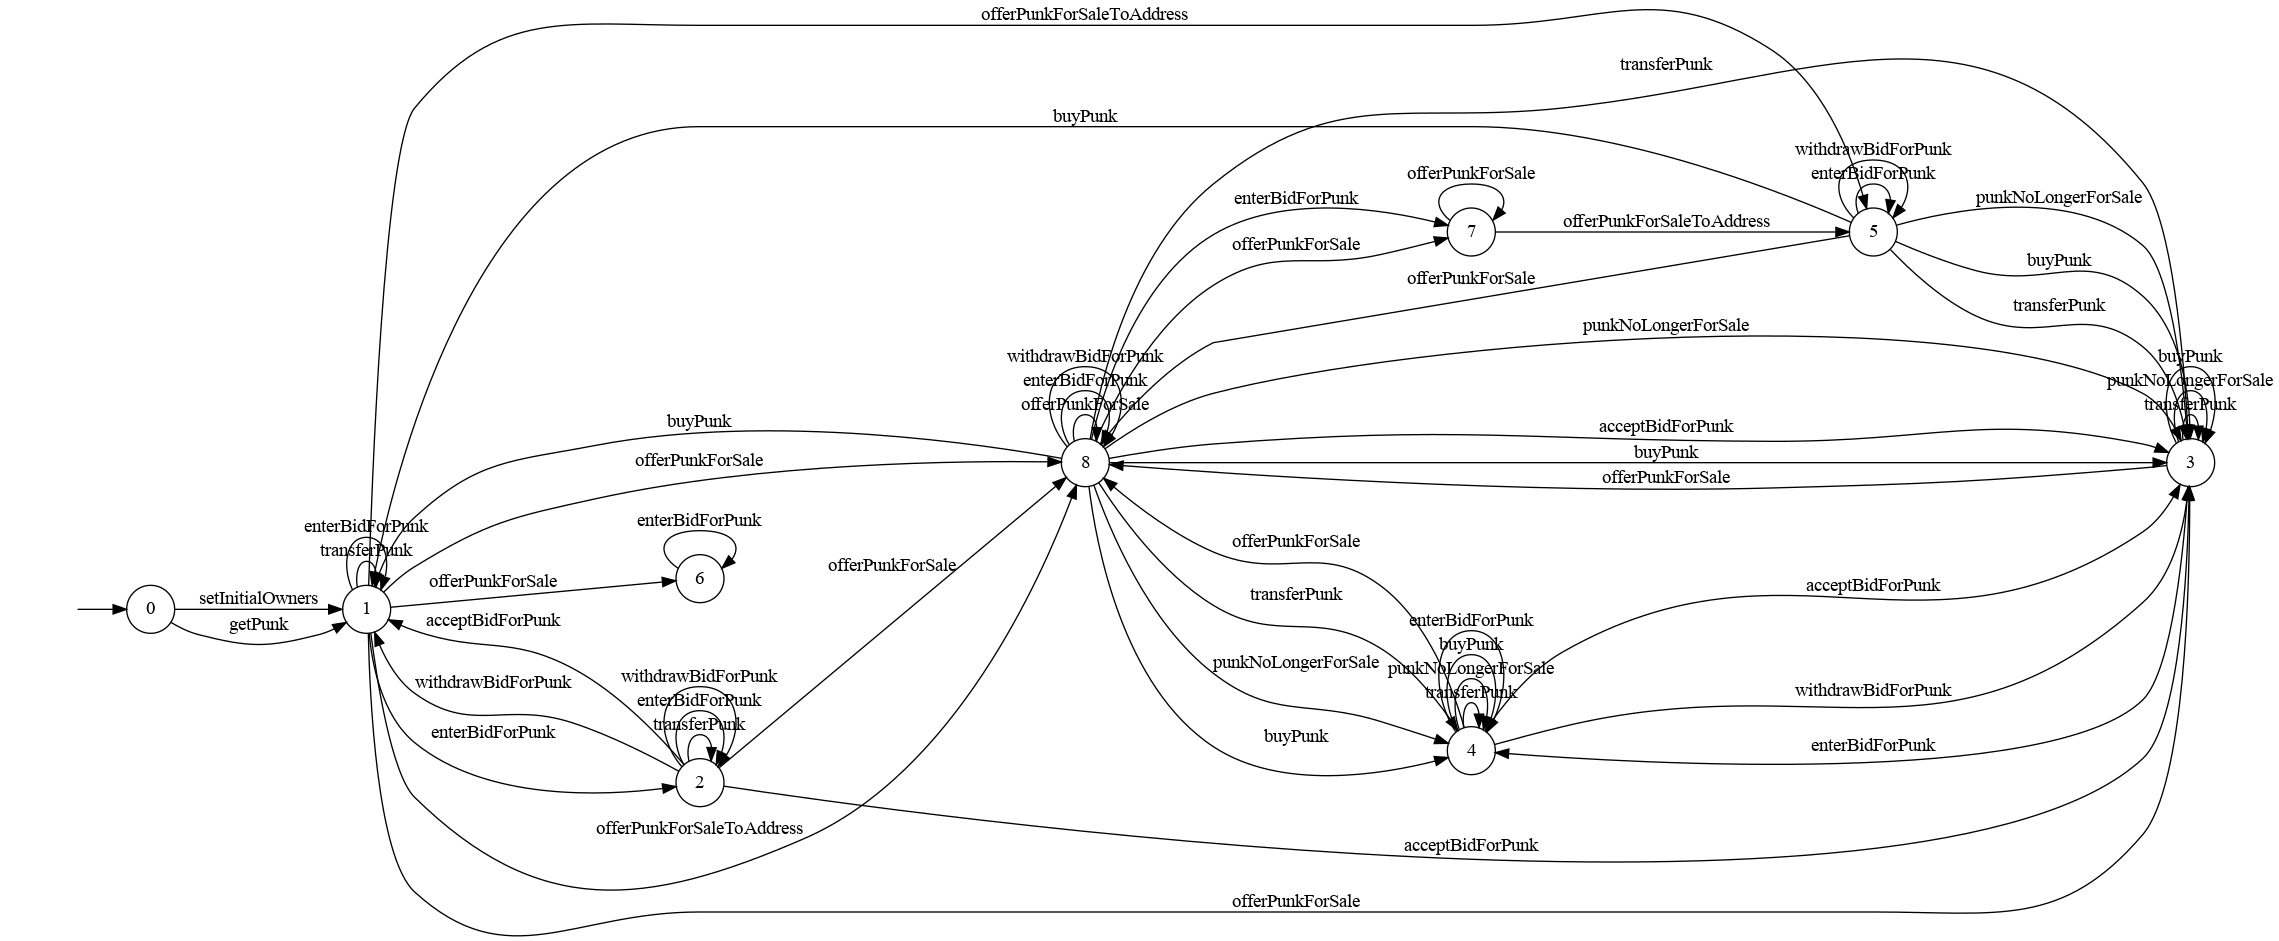 offerPunkForSaleToAddress
transferPunk
buyPunk
withdrawBidForPunk
enterBidForPunk
offerPunkForSale
enterBidForPunk
punkNoLongerForSale
7
offerPunkForSaleToAddress
5
offerPunkForSale
buyPunk
offerPunkForSale
transferPunk
punkNoLongerForSale
withdrawBidForPunk
enterBidForPunk
offerPunkForSale
buyPunk
punkNoLongerForSale
transferPunk
buyPunk
acceptBidForPunk
offerPunkForSale
8
buyPunk
3
offerPunkForSale
enterBidForPunk
transferPunk
enterBidForPunk
offerPunkForSale
offerPunkForSale
offerPunkForSale
6
transferPunk
acceptBidForPunk
0
setInitialOwners
1
getPunk
acceptBidForPunk
enterBidForPunk
buyPunk
punkNoLongerForSale
transferPunk
punkNoLongerForSale
withdrawBidForPunk
withdrawBidForPunk
withdrawBidForPunk
enterBidForPunk
transferPunk
enterBidForPunk
buyPunk
4
enterBidForPunk
2
offerPunkForSaleToAddress
acceptBidForPunk
offerPunkForSale